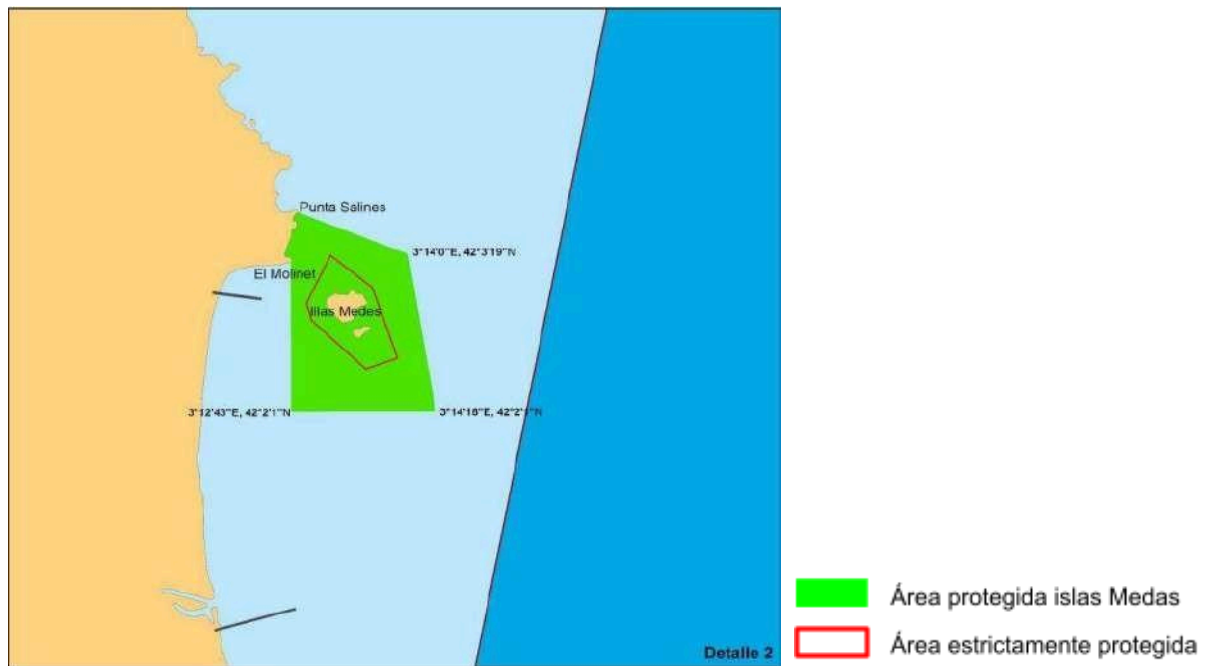 Punta Salines
3°14'0"E, 42°3'19"N
El Molinet
Illas Medes
3°12'43"E, 42°2'1"N
3°14'18"E, 42°2'1"N
Detalle 2
Área protegida islas Medas
Área estrictamente protegida